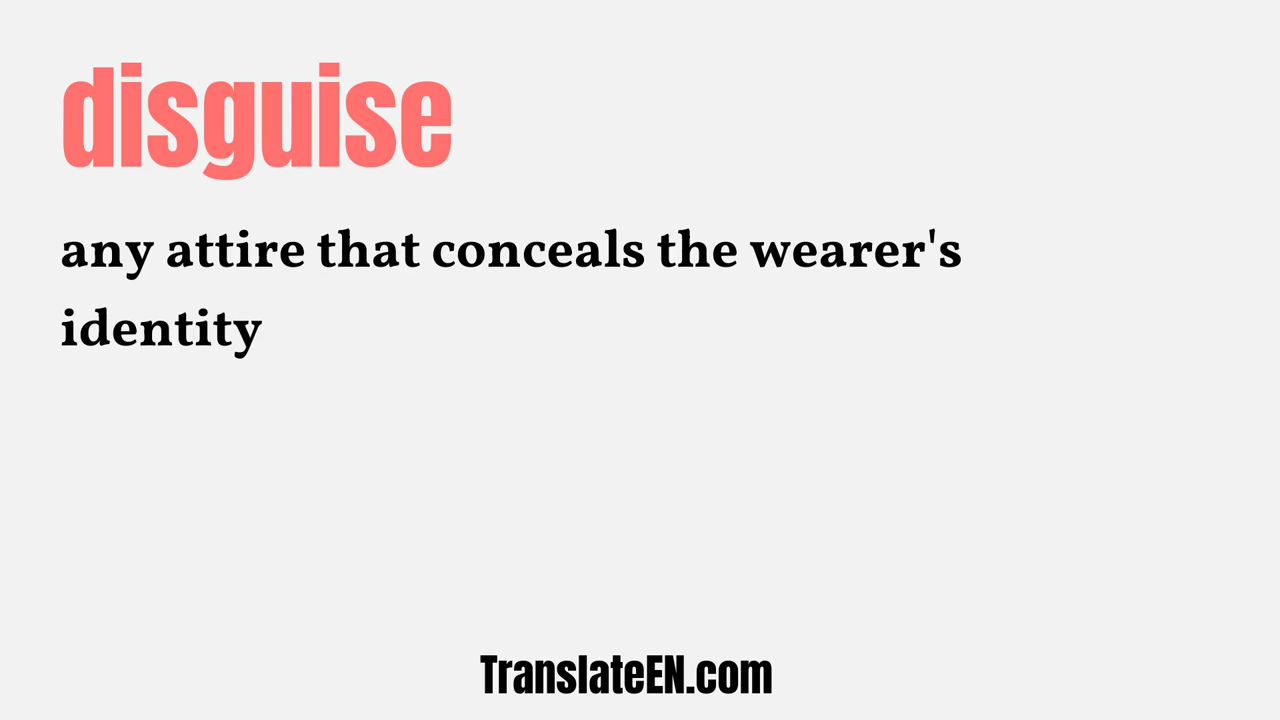 disguise
any attire that conceals the wearer's
identity
TranslateEN.com